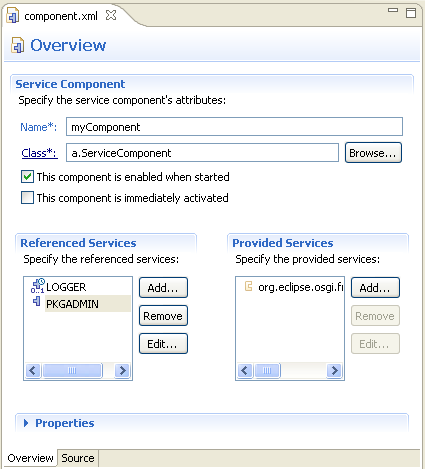 component.xml
Overview
Service Component
Specify the service component's attributes:
Name*: myComponent
Class*: a.ServiceComponent Browse...
This component is enabled when started
This component is immediately activated
Referenced Services
Specify the referenced services:
0..1 LOGGER
PKGADMIN
Add...
Remove
Edit...
Provided Services
Specify the provided services:
org.eclipse.osgi.fr
Add...
Remove
Edit...
Properties
Overview Source